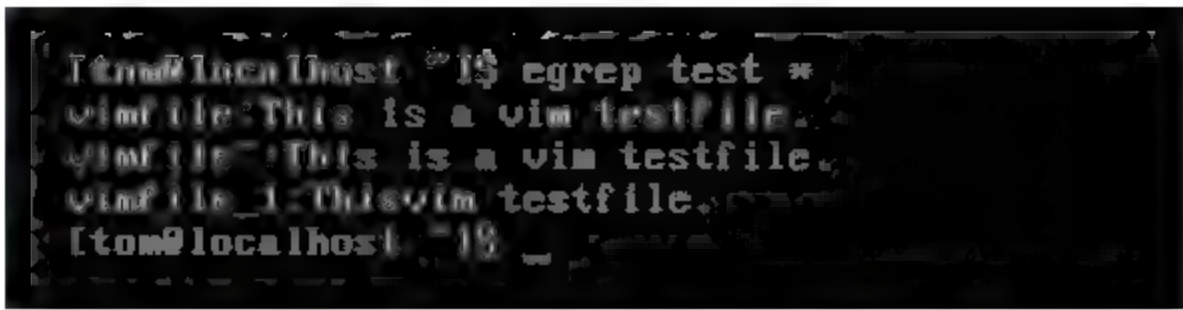 [tom@localhost ~]$ egrep test *
vimfile:This is a vim testfile.
vimfile~:This is a vim testfile.
vimfile_1:Thisvim testfile.
[tom@localhost ~]$ _